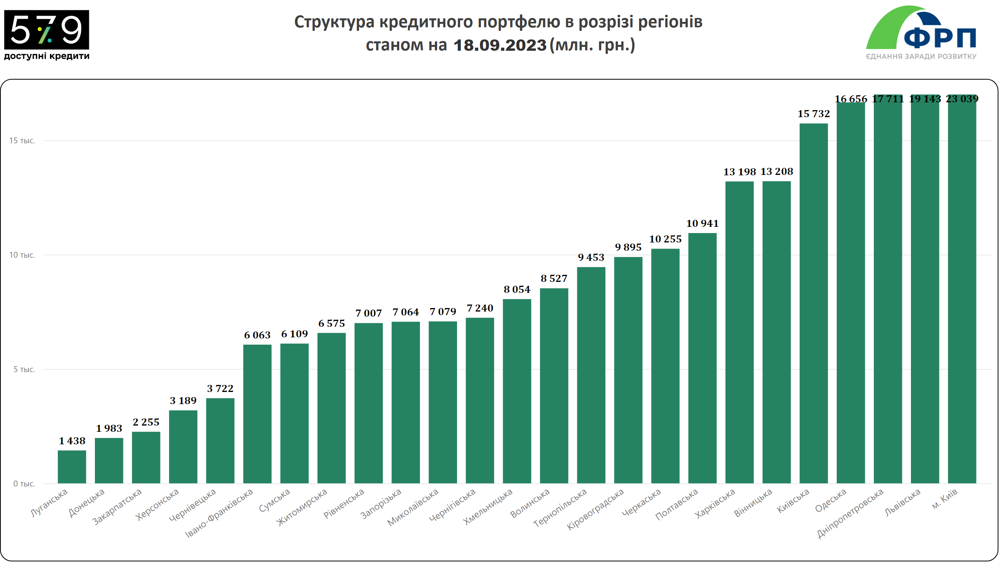 5%9
доступні кредити
Структура кредитного портфелю в розрізі регіонів
станом на 18.09.2023 (млн. грн.)
ФРП
ЄДНАННЯ ЗАРАДИ РОЗВИТКУ
15 тыс.
10 тыс.
5 тыс.
0 тыс.
1 438
1 983
2 255
3 189
3 722
6 063
6 109
6 575
7 007
7 064
7 079
7 240
8 054
8 527
9 453
9 895
10 255
10 941
13 198
13 208
15 732
16 656
17 711
19 143
23 039
Луганська
Донецька
Закарпатська
Херсонська
Чернівецька
Івано-Франківська
Сумська
Житомирська
Рівненська
Запорізька
Миколаївська
Чернігівська
Хмельницька
Волинська
Тернопільська
Кіровоградська
Черкаська
Полтавська
Харківська
Вінницька
Київська
Одеська
Дніпропетровська
Львівська
м. Київ